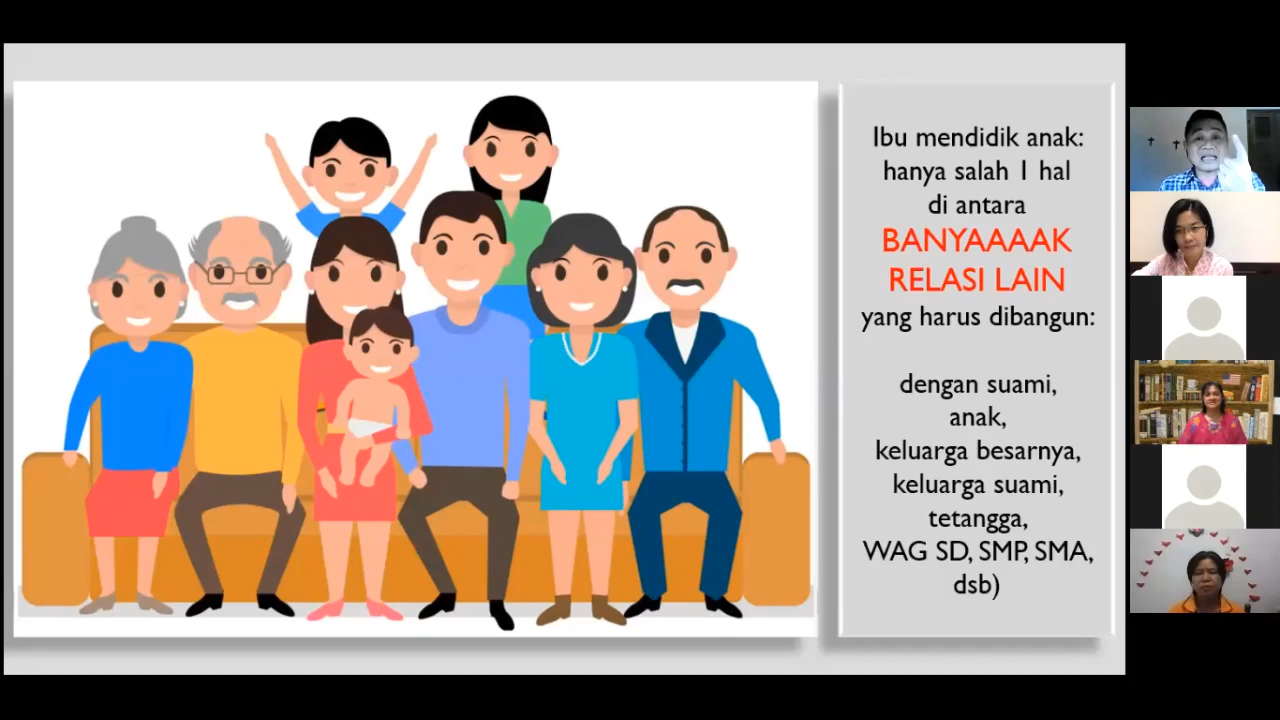 Ibu mendidik anak:
hanya salah 1 hal
di antara
BANYAAAAK
RELASI LAIN
yang harus dibangun:
dengan suami,
anak,
keluarga besarnya,
keluarga suami,
tetangga,
WAG SD, SMP, SMA,
dsb)